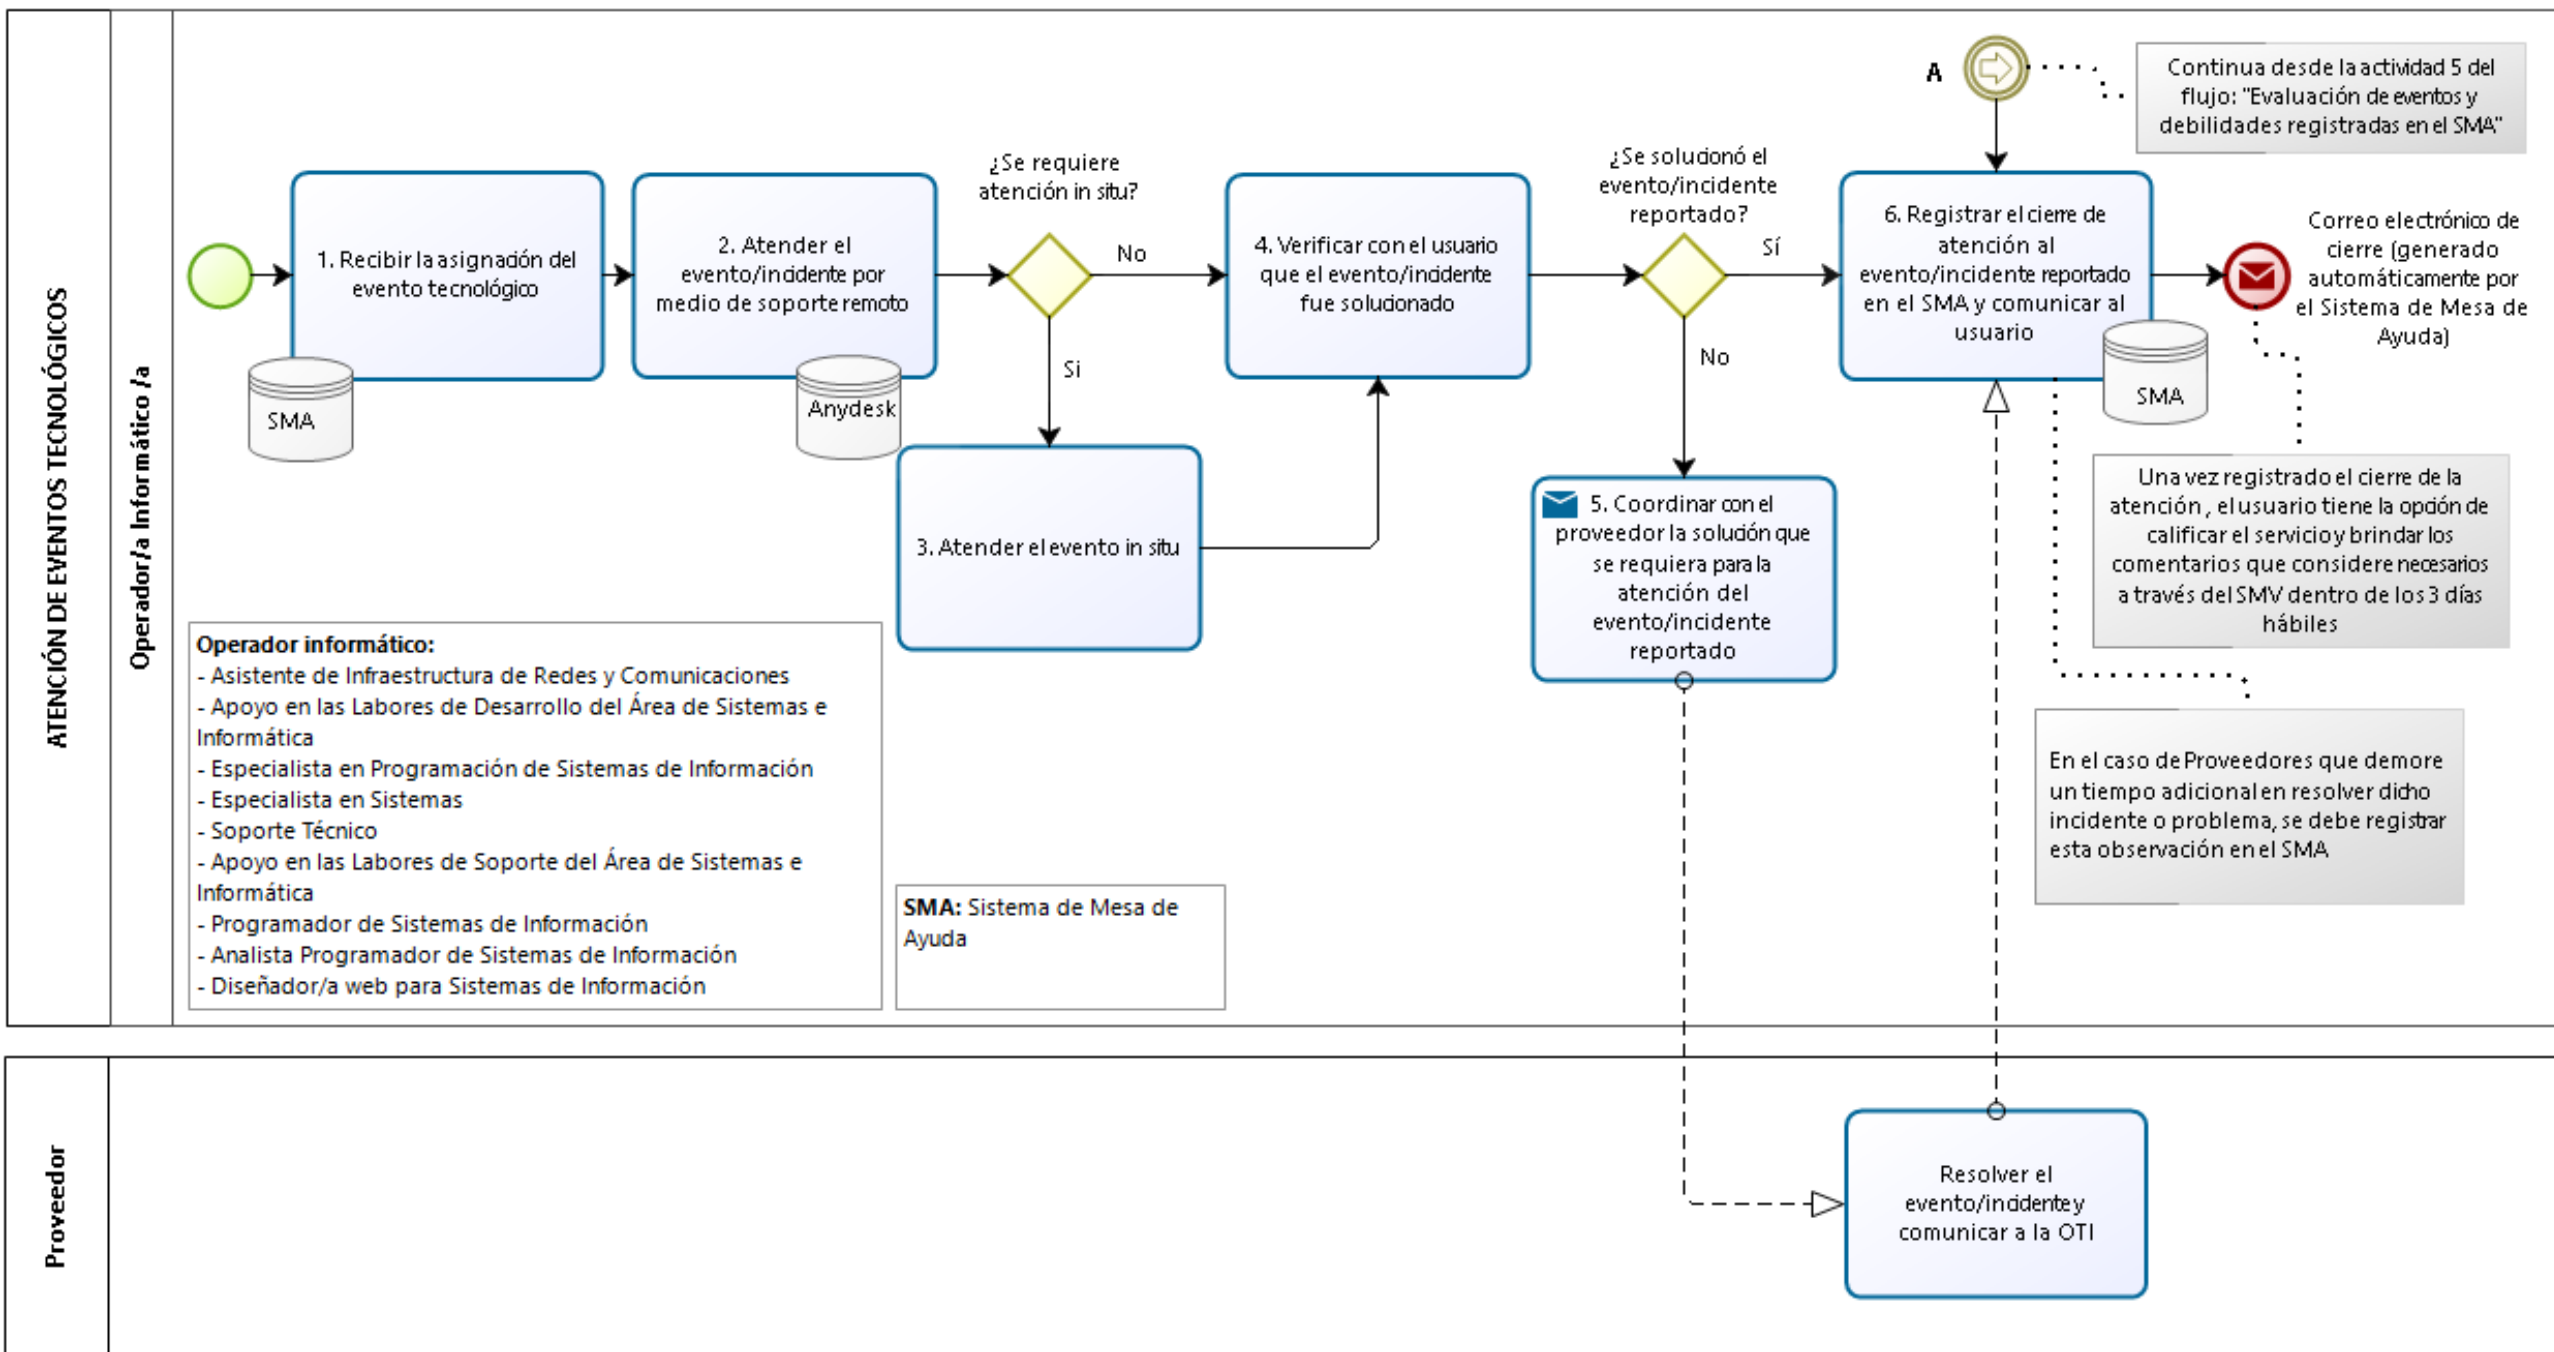 ATENCIÓN DE EVENTOS TECNOLÓGICOS
Operador/a Informático /a
1. Recibir la asignación del
evento tecnológico
SMA
2. Atender el
evento/incidente por
medio de soporte remoto
Anydesk
¿Se requiere
atención in situ?
No
Si
3. Atender el evento in situ
4. Verificar con el usuario
que el evento/incidente
fue solucionado
¿Se solucionó el
evento/incidente
reportado?
Sí
No
5. Coordinar con el
proveedor la solución que
se requiera para la
atención del
evento/incidente
reportado
A
Continua desde la actividad 5 del
flujo: "Evaluación de eventos y
debilidades registradas en el SMA"
6. Registrar el cierre de
atención al
evento/incidente reportado
en el SMA y comunicar al
usuario
SMA
Correo electrónico de
cierre (generado
automáticamente por
el Sistema de Mesa de
Ayuda)
Una vez registrado el cierre de la
atención , el usuario tiene la opción de
calificar el servicio y brindar los
comentarios que considere necesarios
a través del SMV dentro de los 3 días
hábiles
En el caso de Proveedores que demore
un tiempo adicional en resolver dicho
incidente o problema, se debe registrar
esta observación en el SMA
Operador informático:
- Asistente de Infraestructura de Redes y Comunicaciones
- Apoyo en las Labores de Desarrollo del Área de Sistemas e
Informática
- Especialista en Programación de Sistemas de Información
- Especialista en Sistemas
- Soporte Técnico
- Apoyo en las Labores de Soporte del Área de Sistemas e
Informática
- Programador de Sistemas de Información
- Analista Programador de Sistemas de Información
- Diseñador/a web para Sistemas de Información
SMA: Sistema de Mesa de
Ayuda
Proveedor
Resolver el
evento/incidente y
comunicar a la OTI